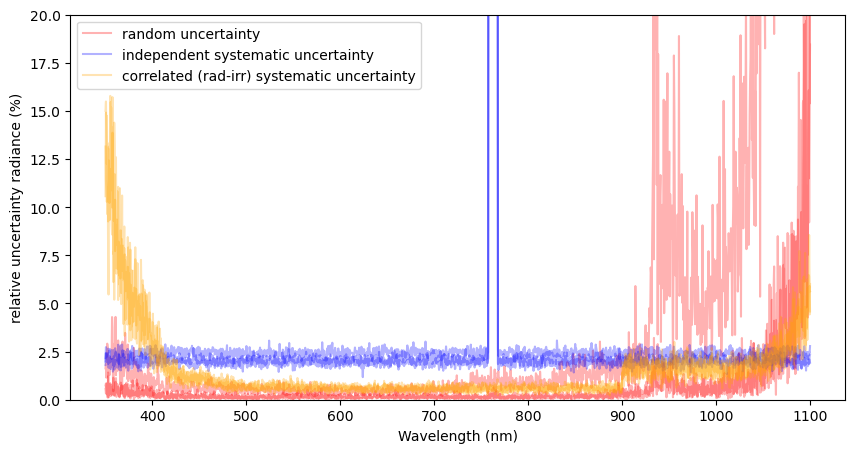 20.0
17.5
15.0
12.5
10.0
7.5
5.0
2.5
0.0
relative uncertainty radiance (%)
random uncertainty
independent systematic uncertainty
correlated (rad-irr) systematic uncertainty
400 500 600 700 800 900 1000 1100
Wavelength (nm)